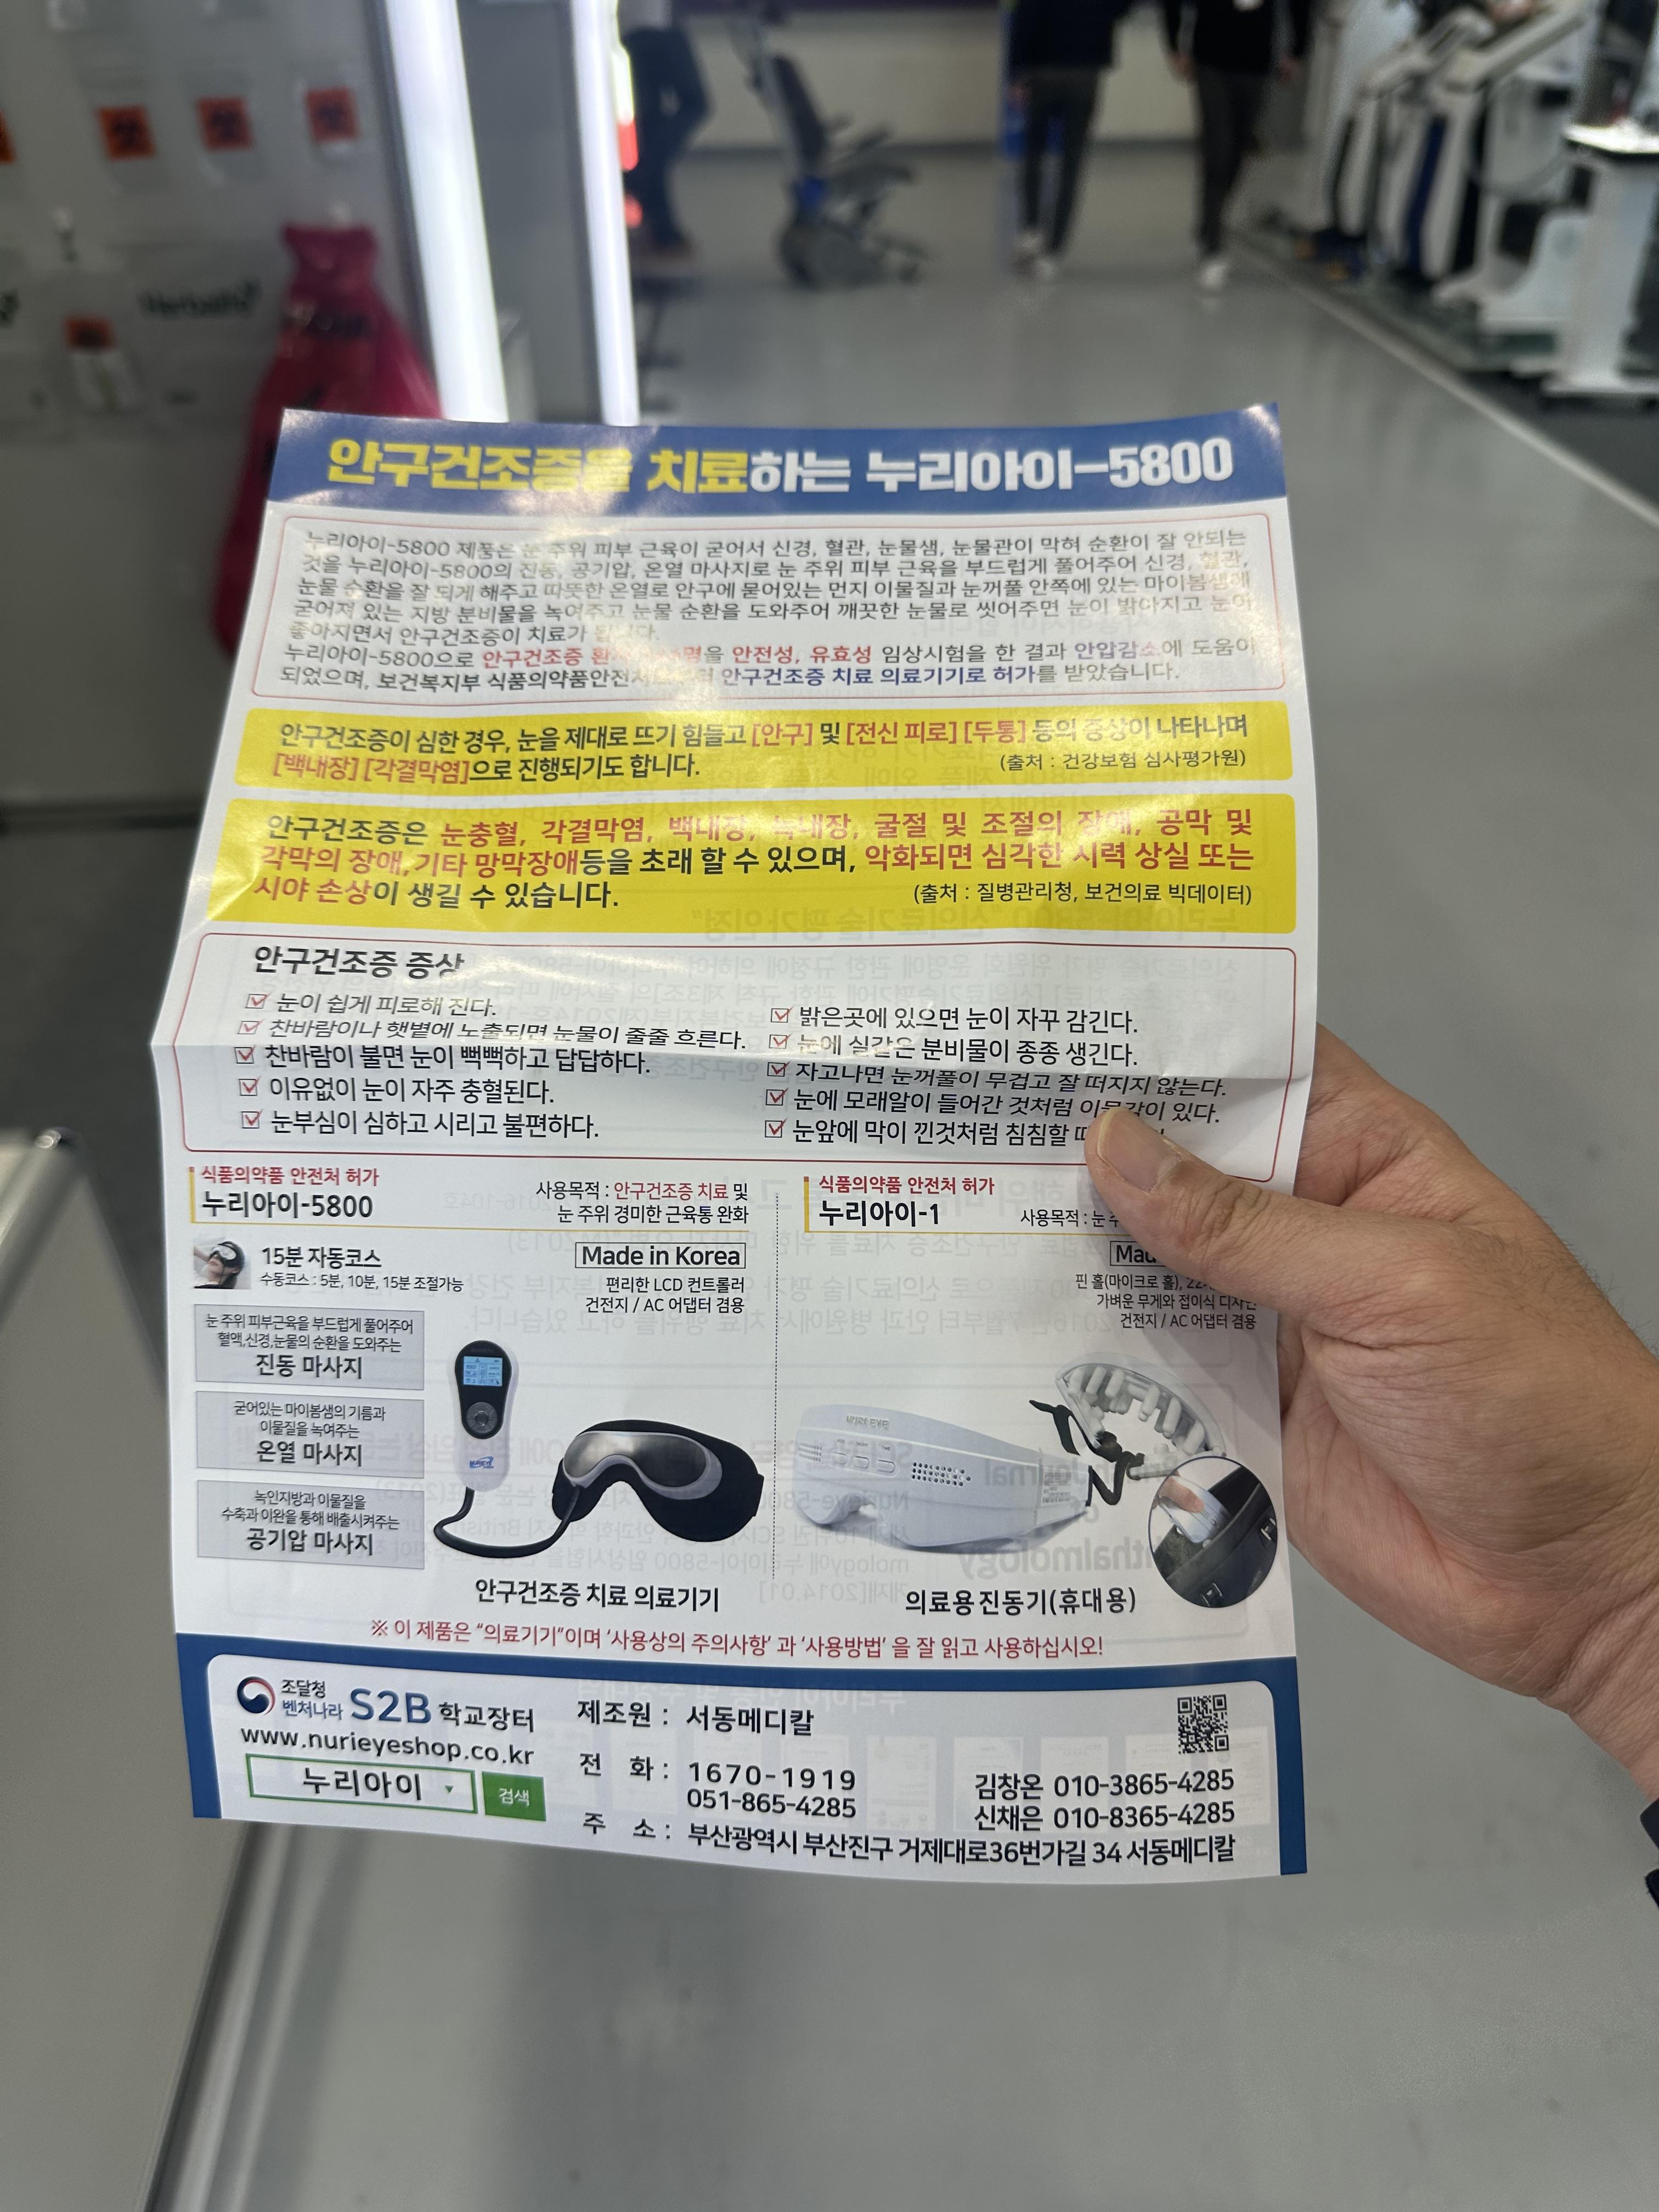 Herbatio
안구건조증을 치료하는 누리아이-5800
누리아이-5800 제품은 눈 주위 피부 근육이 굳어서 신경, 혈관, 눈물샘, 눈물관이 막혀 순환이 잘 안되는
것을 누리아이-5800의 진동, 공기압, 온열 마사지로 눈 주위 피부 근육을 부드럽게 풀어주어 신경, 혈관,
눈물 순환을 잘 되게 해주고 따뜻한 온열로 안구에 묻어있는 먼지 이물질과 눈꺼풀 안쪽에 있는 마이봄샘에
굳어져 있는 지방 분비물을 녹여주고 눈물 순환을 도와주어 깨끗한 눈물로 씻어주면 눈이 밝아지고 눈이
좋아지면서 안구건조증이 치료가 됩니다.
누리아이-5800으로 안구건조증 을 안전성, 유효성 임상시험을 한 결과 안압감소에 도움이
되었으며, 보건복지부 식품의약품안전처으로부터 안구건조증 치료 의료기기로 허가를 받았습니다.
안구건조증이 심한 경우, 눈을 제대로 뜨기 힘들고 [안구] 및 [전신 피로] [두통] 등의 증상이 나타나며
[백내장] [각결막염]으로 진행되기도 합니다. (출처 : 건강보험 심사평가원)
안구건조증은 눈충혈, 각결막염, 백내장, 녹내장, 굴절 및 조절의 장애, 공막 및
각막의 장애,기타 망막장애등을 초래 할 수 있으며, 악화되면 심각한 시력 상실 또는
시야 손상이 생길 수 있습니다. (출처 : 질병관리청, 보건의료 빅데이터)
안구건조증 증상
눈이 쉽게 피로해 진다.
찬바람이나 햇볕에 노출되면 눈물이 줄줄 흐른다.
찬바람이 불면 눈이 뻑뻑하고 답답하다.
이유없이 눈이 자주 충혈된다.
눈부심이 심하고 시리고 불편하다.
밝은곳에 있으면 눈이 자꾸 감긴다.
눈에 실같은 분비물이 종종 생긴다.
자고나면 눈꺼풀이 무겁고 잘 떠지지 않는다.
눈에 모래알이 들어간 것처럼 이물감이 있다.
눈앞에 막이 낀것처럼 침침할
식품의약품 안전처 허가
누리아이-5800
사용목적 : 안구건조증 치료 및
눈 주위 경미한 근육통 완화
15분 자동코스
수동코스 : 5분, 10분, 15분 조절가능
Made in Korea
편리한 LCD 컨트롤러
건전지 / AC 어댑터 겸용
눈 주위 피부근육을 부드럽게 풀어주어
혈액,신경,눈물의 순환을 도와주는
진동 마사지
굳어있는 마이봄샘의 기름과
이물질을 녹여주는
온열 마사지
녹인지방과 이물질을
수축과 이완을 통해 배출시켜주는
공기압 마사지
안구건조증 치료 의료기기
식품의약품 안전처 허가
누리아이-1
사용목적 : 눈
핀 홀(마이크로 홀),
가벼운 무게와 접이식 디자인
건전지 / AC 어댑터 겸용
의료용 진동기(휴대용)
※ 이 제품은 “의료기기”이며 ‘사용상의 주의사항’ 과 ‘사용방법’ 을 잘 읽고 사용하십시오!
조달청
벤처나라 S2B 학교장터
www.nurieyeshop.co.kr
누리아이 검색
제조원 : 서동메디칼
전 화 : 1670-1919
051-865-4285
김창온 010-3865-4285
신채은 010-8365-4285
주 소 : 부산광역시 부산진구 거제대로36번가길 34 서동메디칼